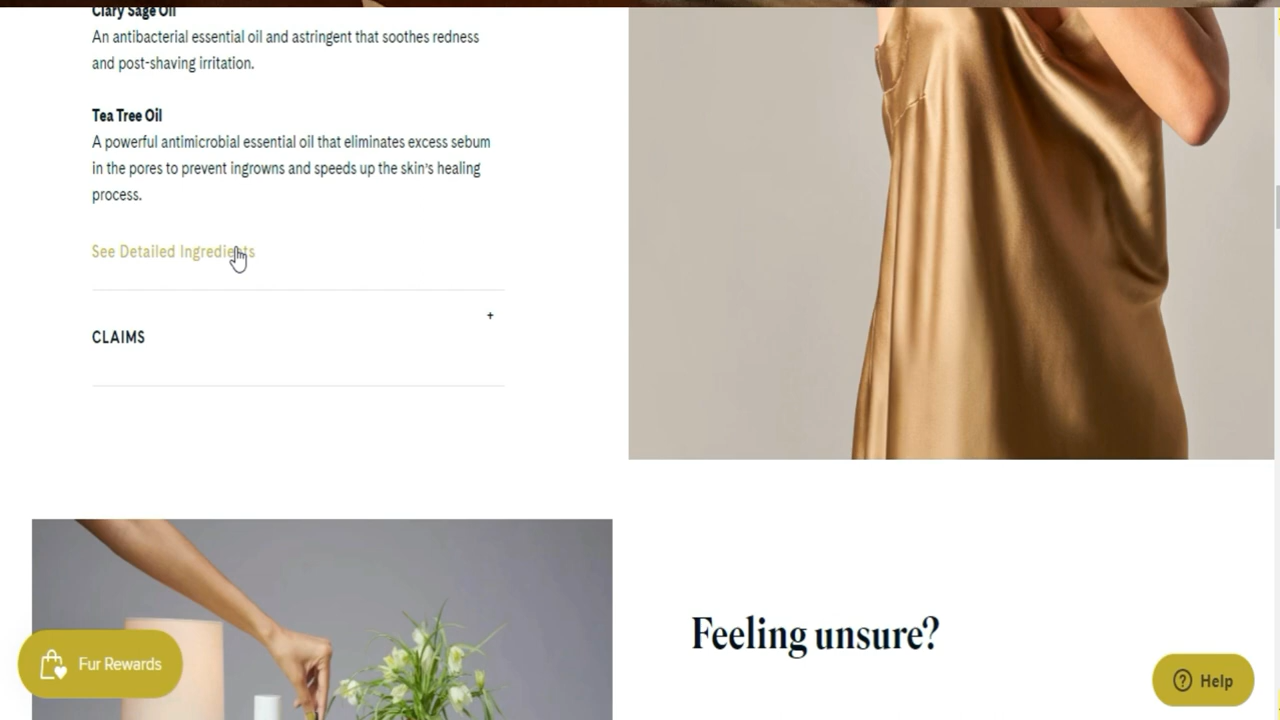 Clary Sage Oil
An antibacterial essential oil and astringent that soothes redness
and post-shaving irritation.
Tea Tree Oil
A powerful antimicrobial essential oil that eliminates excess sebum
in the pores to prevent ingrowns and speeds up the skin's healing
process.
See Detailed Ingredients
+
CLAIMS
Feeling unsure?
Fur Rewards
? Help